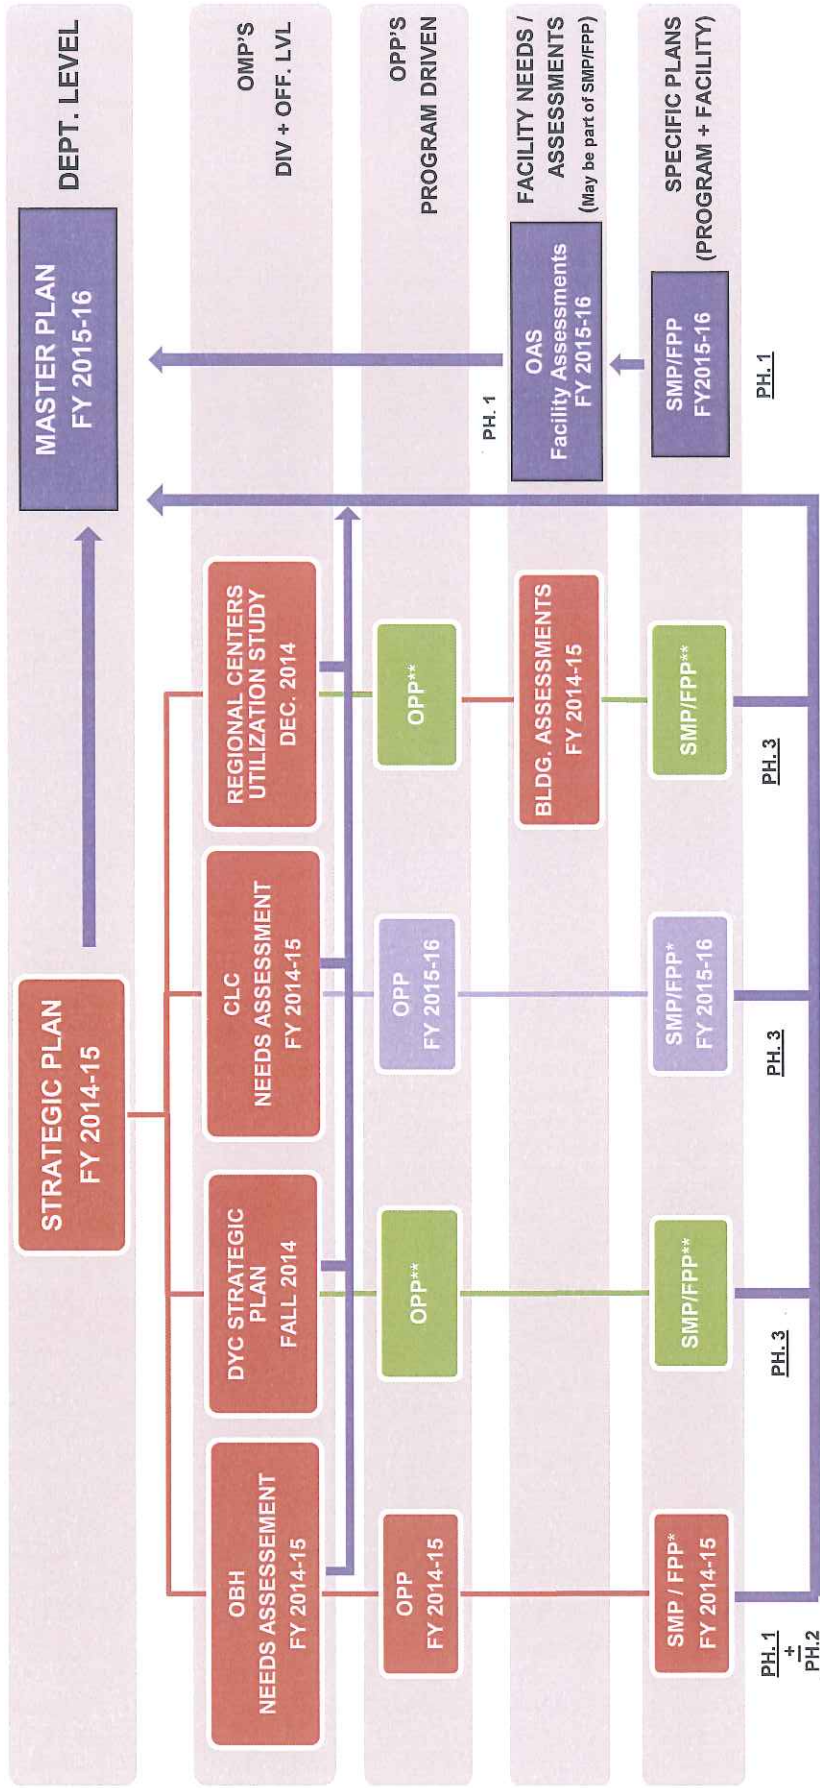 STRATEGIC PLAN
FY 2014-15
MASTER PLAN
FY 2015-16
DEPT. LEVEL
OBH
NEEDS ASSESSEMENT
FY 2014-15
DYC STRATEGIC
PLAN
FALL 2014
CLC
NEEDS ASSESSMENT
FY 2014-15
REGIONAL CENTERS
UTILIZATION STUDY
DEC. 2014
OMP'S
DIV + OFF. LVL
OPP
FY 2014-15
OPP**
OPP
FY 2015-16
OPP**
PH. 1
OPP'S
PROGRAM DRIVEN
BLDG. ASSESSMENTS
FY 2014-15
OAS
Facility Assessments
FY 2015-16
FACILITY NEEDS /
ASSESSMENTS
(May be part of SMP/FPP)
SMP / FPP*
FY 2014-15
SMP/FPP**
SMP/FPP*
FY 2015-16
SMP/FPP**
SMP/FPP
FY2015-16
SPECIFIC PLANS
(PROGRAM + FACILITY)
PH. 1
+
PH.2
PH. 3
PH. 3
PH. 3
PH. 1